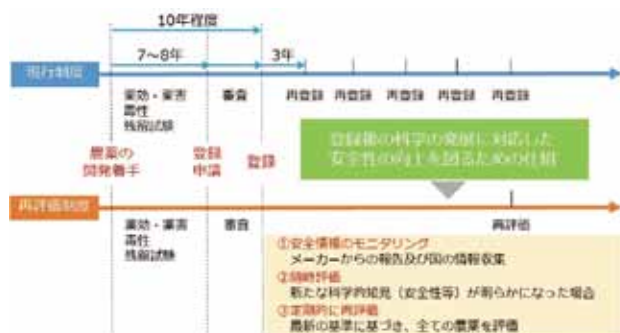 10年程度
7～8年
3年
現行制度
薬効・薬害
毒性
残留試験
審査
再登録
再登録
再登録
再登録
再登録
農薬の
開発着手
登録
申請
登録
登録後の科学の発展に対応した
安全性の向上を図るための仕組
再評価制度
薬効・薬害
毒性
残留試験
審査
再評価
①安全情報のモニタリング
メーカーからの報告及び国の情報収集
②随時評価
新たな科学的知見（安全性等）が明らかになった場合
③定期的に再評価
最新の基準に基づき、全ての農薬を評価